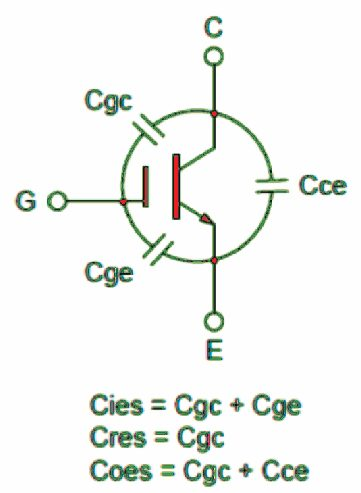 C
Cgc
Cce
G
Cge
E
Cies = Cgc + Cge
Cres = Cgc
Coes = Cgc + Cce